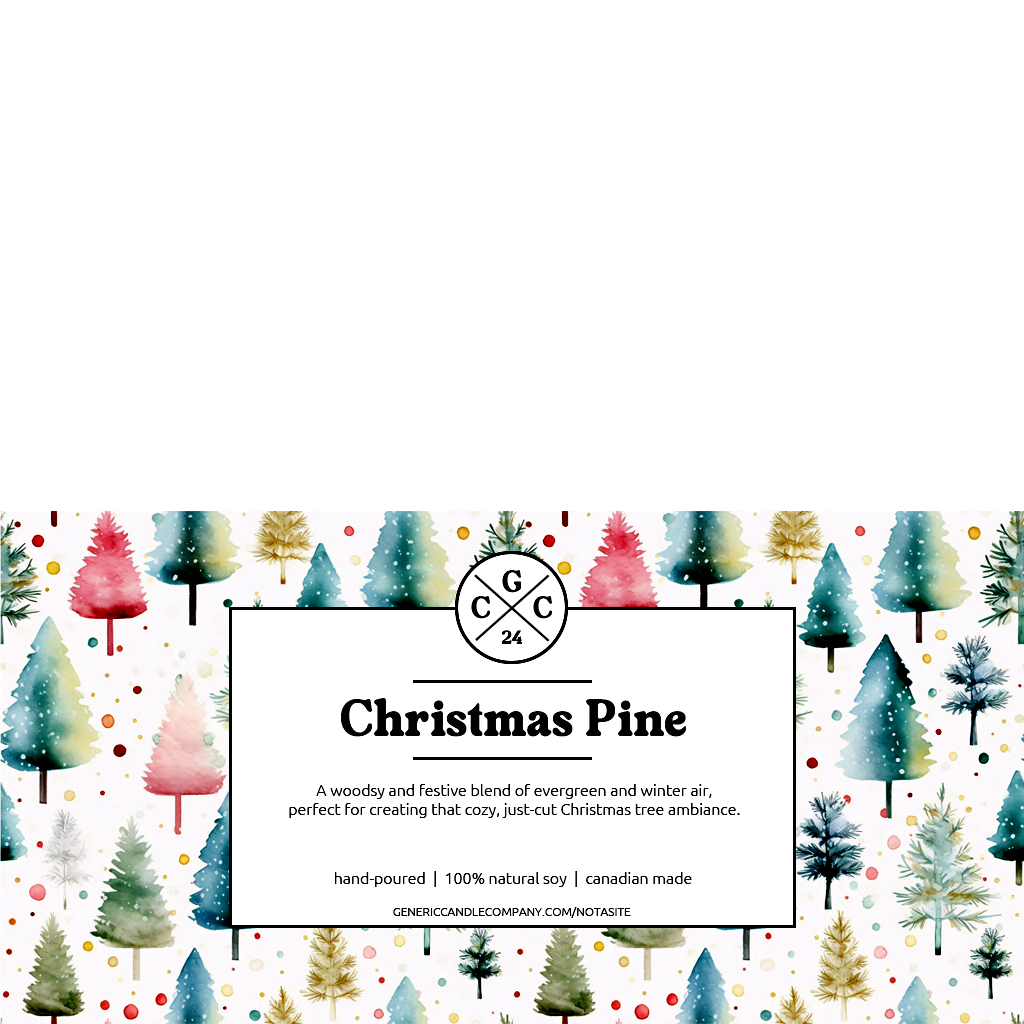 G
C C
24
Christmas Pine
A woodsy and festive blend of evergreen and winter air,
perfect for creating that cozy, just-cut Christmas tree ambiance.
hand-poured | 100% natural soy | canadian made
GENERICCANDLECOMPANY.COM/NOTASITE